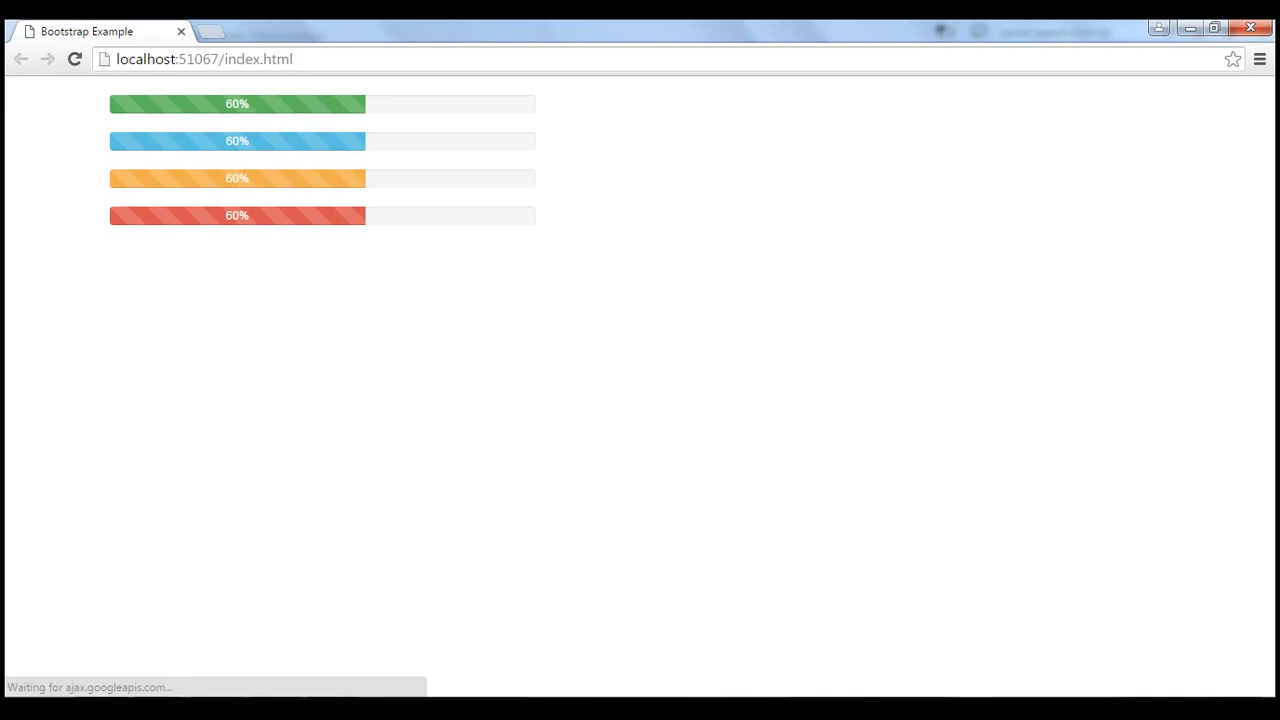 Bootstrap Example
localhost:51067/index.html
60%
60%
60%
60%
Waiting for ajax.googleapis.com...